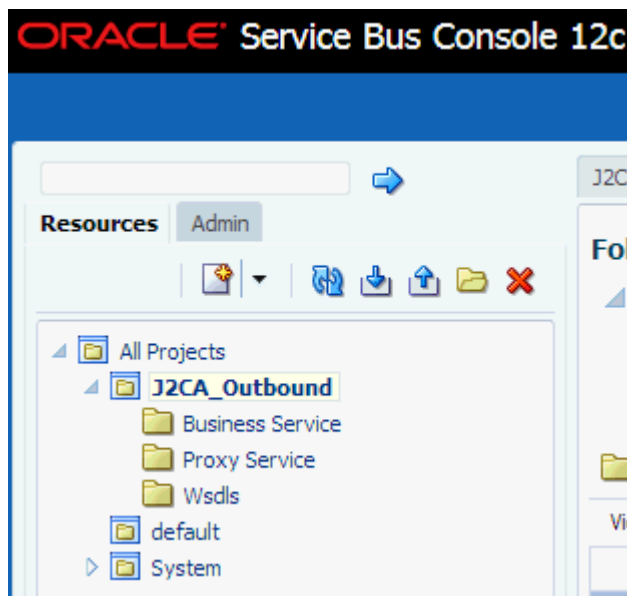 ORACLE Service Bus Console 12c
J2C
Resources Admin
Fol
All Projects
J2CA_Outbound
Business Service
Proxy Service
Wsdls
default
Vi
System